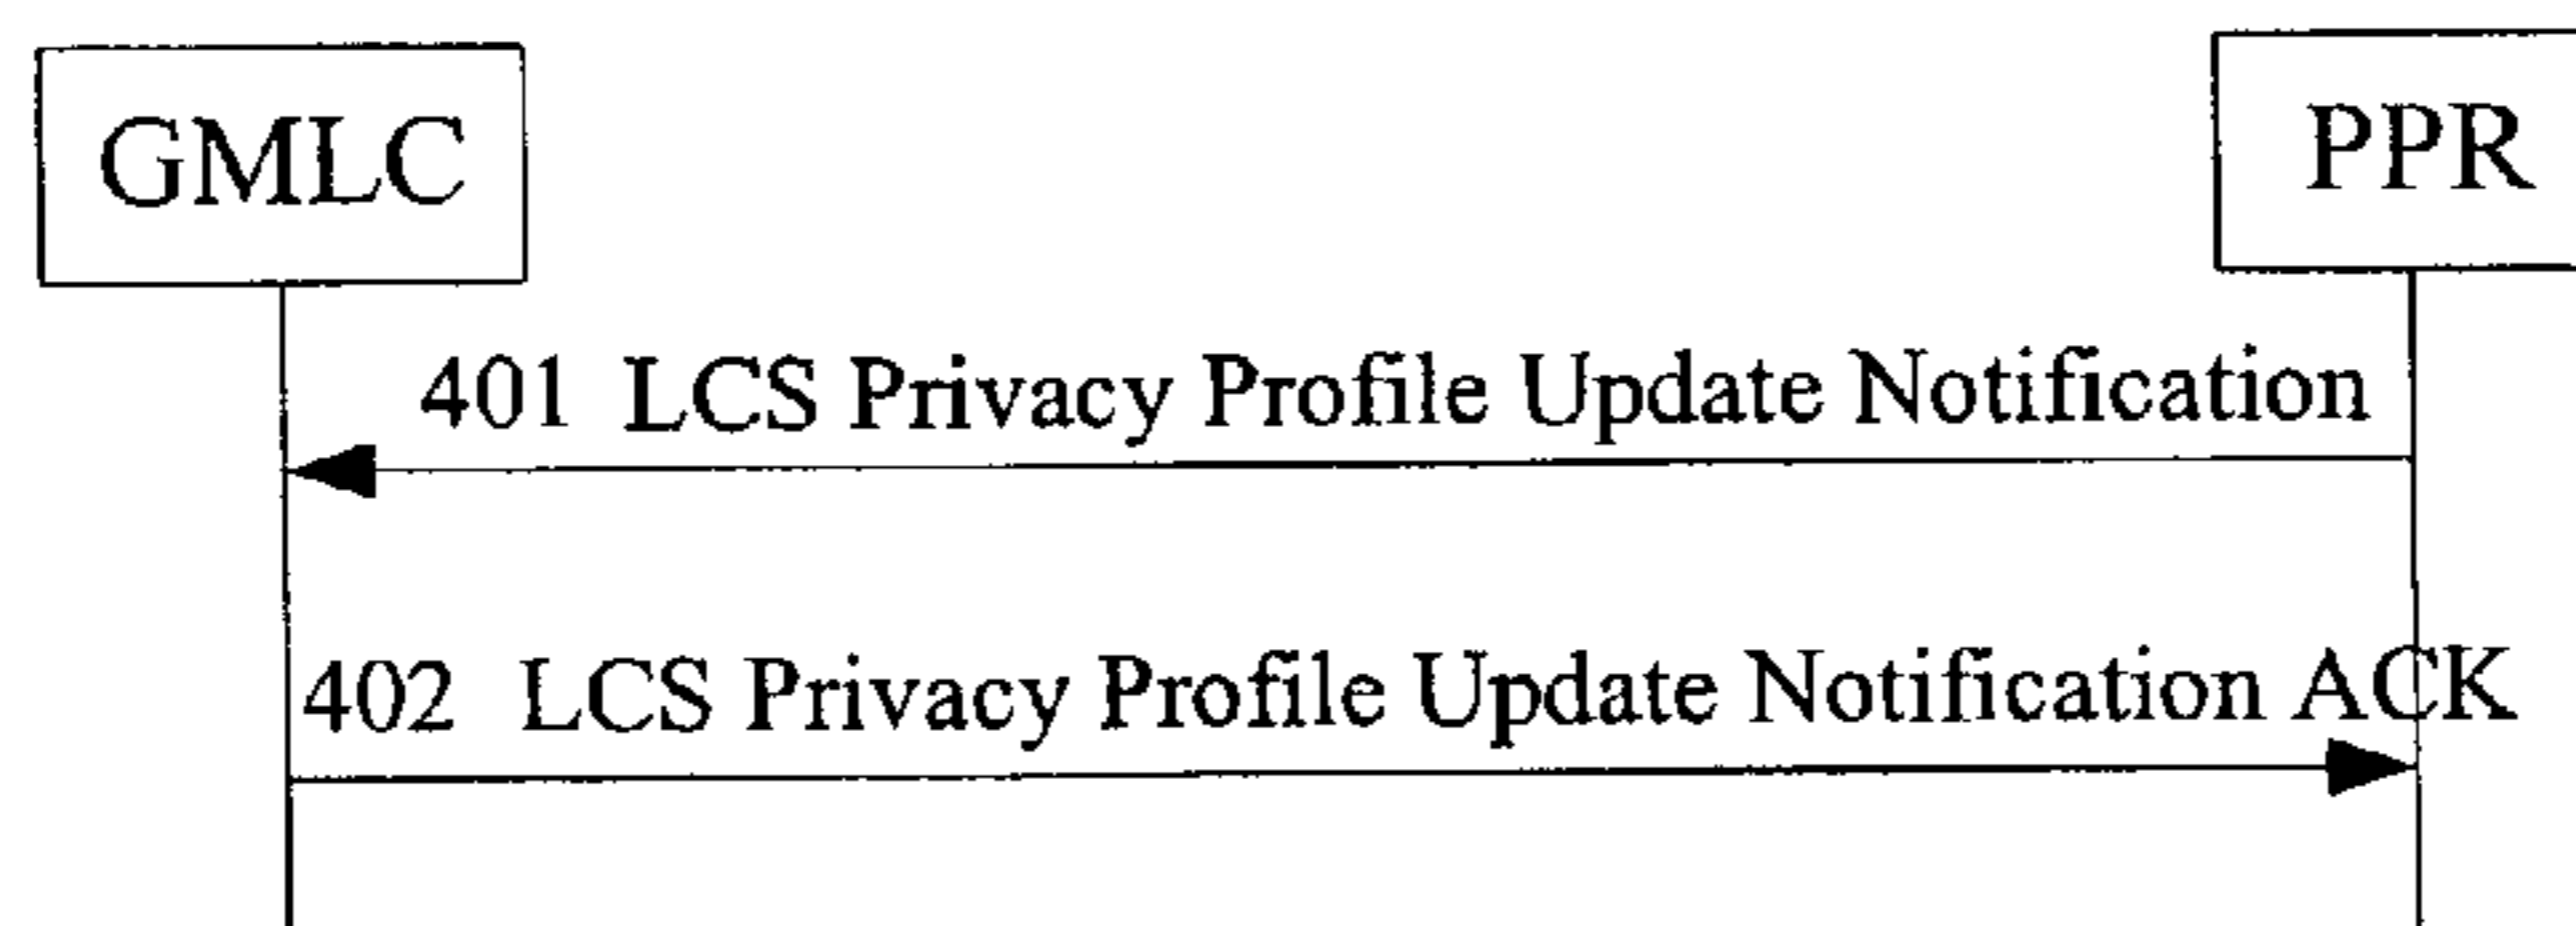 GMLC
PPR
401 LCS Privacy Profile Update Notification
402 LCS Privacy Profile Update Notification ACK